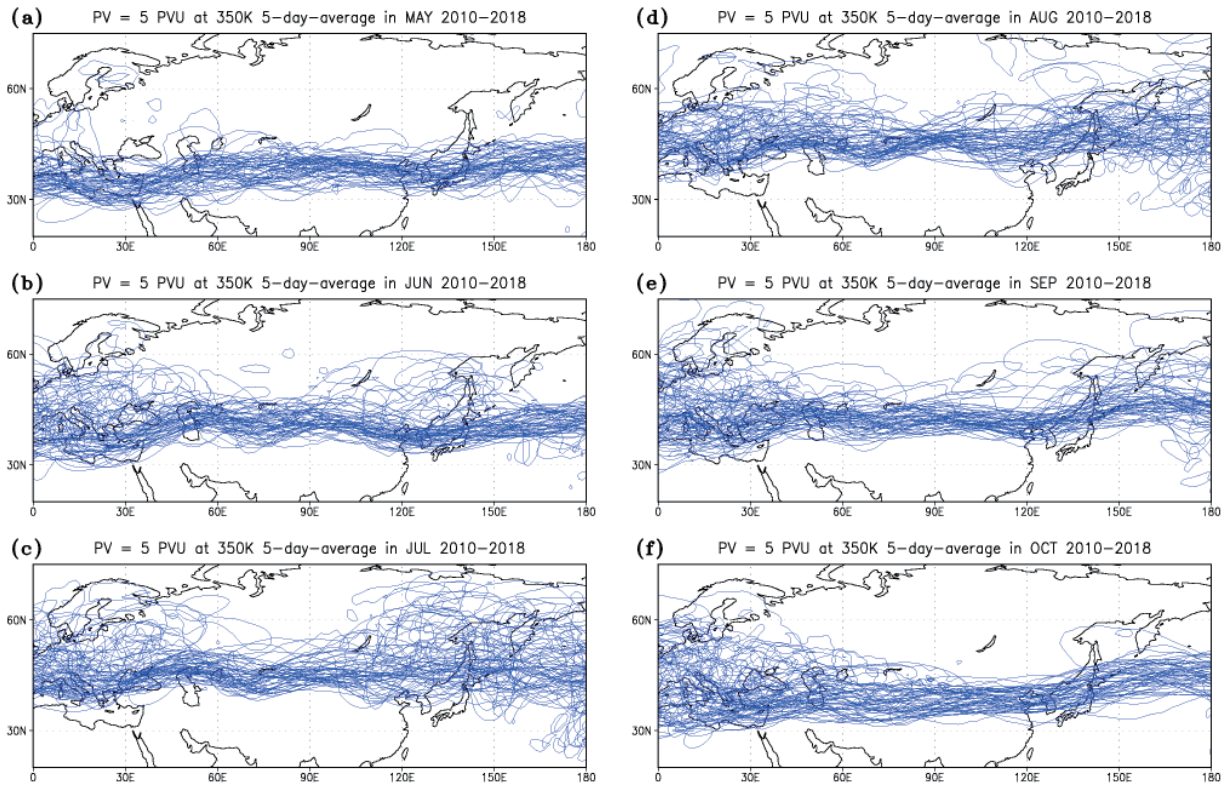 (a) PV = 5 PVU at 350K 5-day-average in MAY 2010-2018
60N
30N
0 30E 60E 90E 120E 150E 180
(b) PV = 5 PVU at 350K 5-day-average in JUN 2010-2018
60N
30N
0 30E 60E 90E 120E 150E 180
(c) PV = 5 PVU at 350K 5-day-average in JUL 2010-2018
60N
30N
0 30E 60E 90E 120E 150E 180
(d) PV = 5 PVU at 350K 5-day-average in AUG 2010-2018
60N
30N
0 30E 60E 90E 120E 150E 180
(e) PV = 5 PVU at 350K 5-day-average in SEP 2010-2018
60N
30N
0 30E 60E 90E 120E 150E 180
(f) PV = 5 PVU at 350K 5-day-average in OCT 2010-2018
60N
30N
0 30E 60E 90E 120E 150E 180